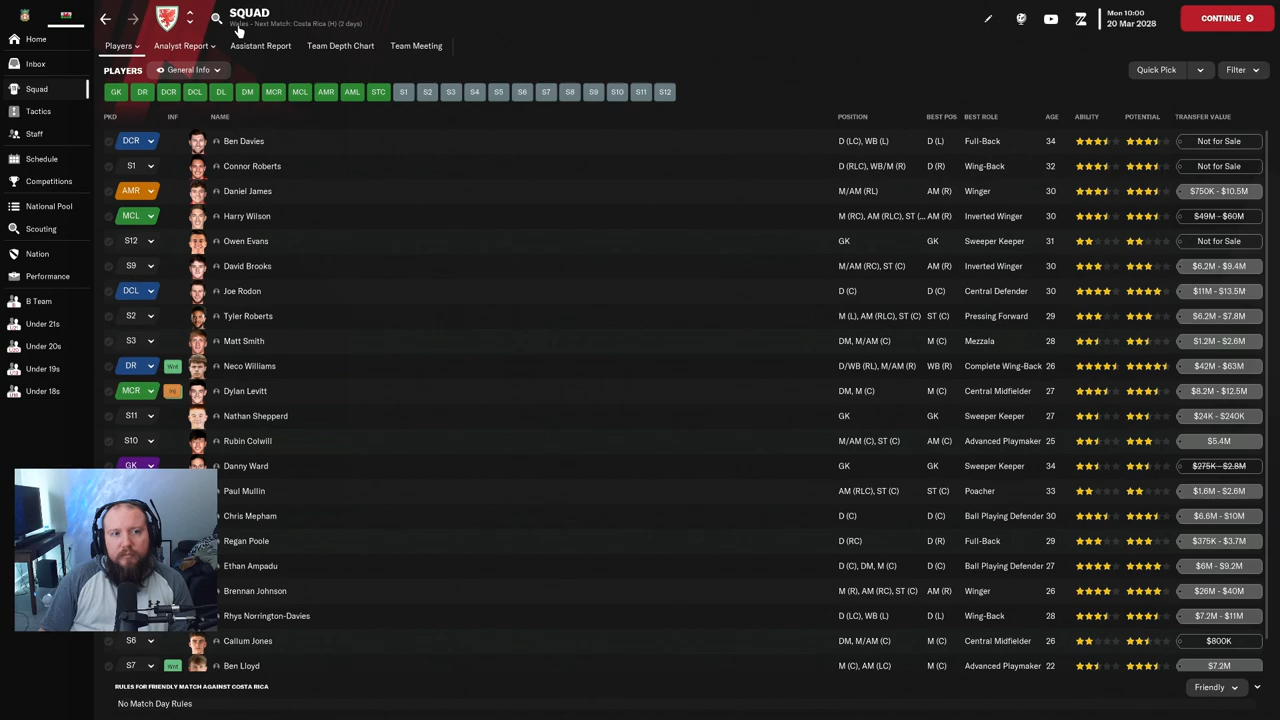 SQUAD
Wales - Next Match: Costa Rica (H) (2 days)
Mon 10:00
20 Mar 2028
CONTINUE
Home
Inbox
Squad
Tactics
Staff
Schedule
Competitions
National Pool
Scouting
Nation
Performance
B Team
Under 21s
Under 20s
Under 19s
Under 18s
Players Analyst Report Assistant Report Team Depth Chart Team Meeting
PLAYERS General Info Quick Pick Filter
GK DR DCR DCL DL DM MCR MCL AMR AML STC S1 S2 S3 S4 S5 S6 S7 S8 S9 S10 S11 S12
PKD INF NAME POSITION BEST POS BEST ROLE AGE ABILITY POTENTIAL TRANSFER VALUE
DCR Ben Davies D (LC), WB (L) D (L) Full-Back 34 Not for Sale
S1 Connor Roberts D (RLC), WB/M (R) D (R) Wing-Back 32 Not for Sale
AMR Daniel James M/AM (RL) AM (R) Winger 30 $750K - $10.5M
MCL Harry Wilson M (RC), AM (RLC), ST (... AM (R) Inverted Winger 30 $49M - $60M
S12 Owen Evans GK GK Sweeper Keeper 31 Not for Sale
S9 David Brooks M/AM (RC), ST (C) AM (R) Inverted Winger 30 $6.2M - $9.4M
DCL Joe Rodon D (C) D (C) Central Defender 30 $11M - $13.5M
S2 Tyler Roberts M (L), AM (RLC), ST (C) ST (C) Pressing Forward 29 $6.2M - $7.8M
S3 Matt Smith DM, M/AM (C) M (C) Mezzala 28 $1.2M - $2.6M
DR Wnt Neco Williams D/WB (RL), M/AM (R) WB (R) Complete Wing-Back 26 $42M - $63M
MCR Inj Dylan Levitt DM, M (C) M (C) Central Midfielder 27 $8.2M - $12.5M
S11 Nathan Shepperd GK GK Sweeper Keeper 27 $24K - $240K
S10 Rubin Colwill M/AM (C), ST (C) AM (C) Advanced Playmaker 25 $5.4M
GK Danny Ward GK GK Sweeper Keeper 34 $275K - $2.8M
Paul Mullin AM (RLC), ST (C) ST (C) Poacher 33 $1.6M - $2.6M
Chris Mepham D (C) D (C) Ball Playing Defender 30 $6.6M - $10M
Regan Poole D (RC) D (R) Full-Back 29 $375K - $3.7M
Ethan Ampadu D (C), DM, M (C) D (C) Ball Playing Defender 27 $6M - $9.2M
Brennan Johnson M (R), AM (RC), ST (C) AM (R) Winger 26 $26M - $40M
Rhys Norrington-Davies D (LC), WB (L) D (L) Wing-Back 28 $7.2M - $11M
S6 Callum Jones DM, M/AM (C) M (C) Central Midfielder 26 $800K
S7 Wnt Ben Lloyd M (C), AM (LC) M (C) Advanced Playmaker 22 $7.2M
RULES FOR FRIENDLY MATCH AGAINST COSTA RICA
Friendly
No Match Day Rules